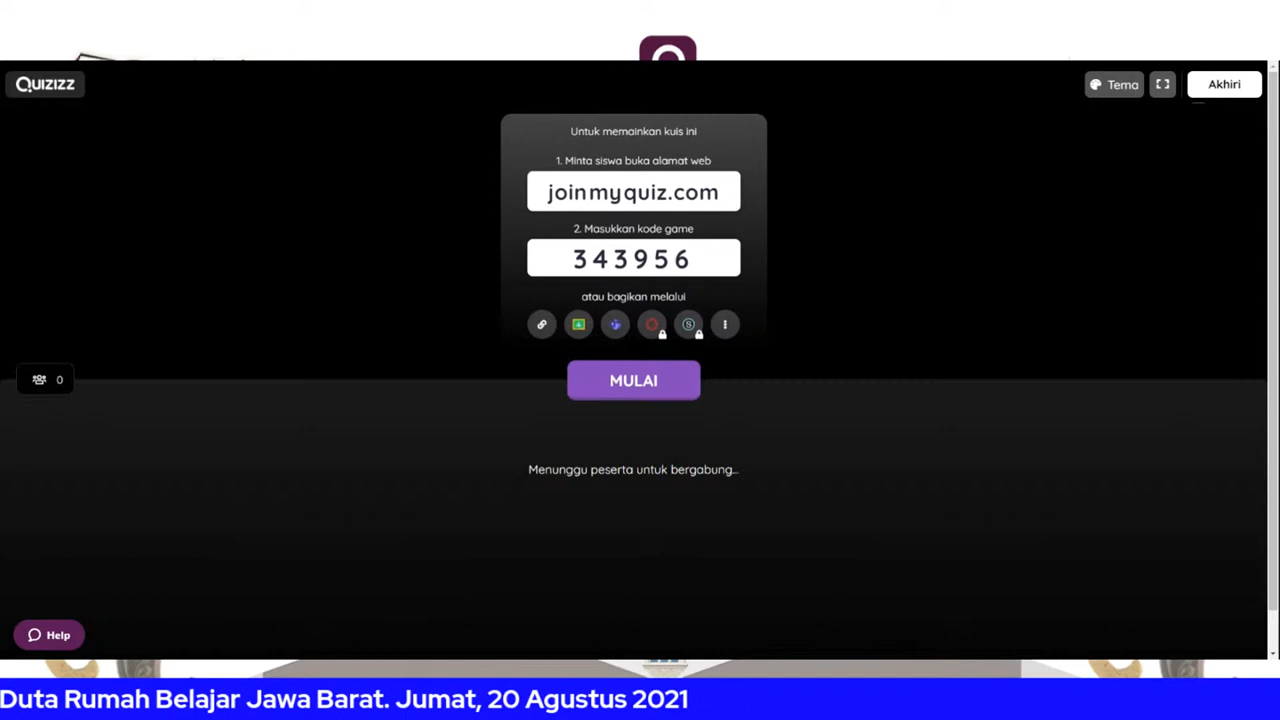 QUIZIZZ
Tema
Akhiri
Untuk memainkan kuis ini
1. Minta siswa buka alamat web
joinmyquiz.com
2. Masukkan kode game
343956
atau bagikan melalui
0
MULAI
Menunggu peserta untuk bergabung...
Help
Duta Rumah Belajar Jawa Barat. Jumat, 20 Agustus 2021